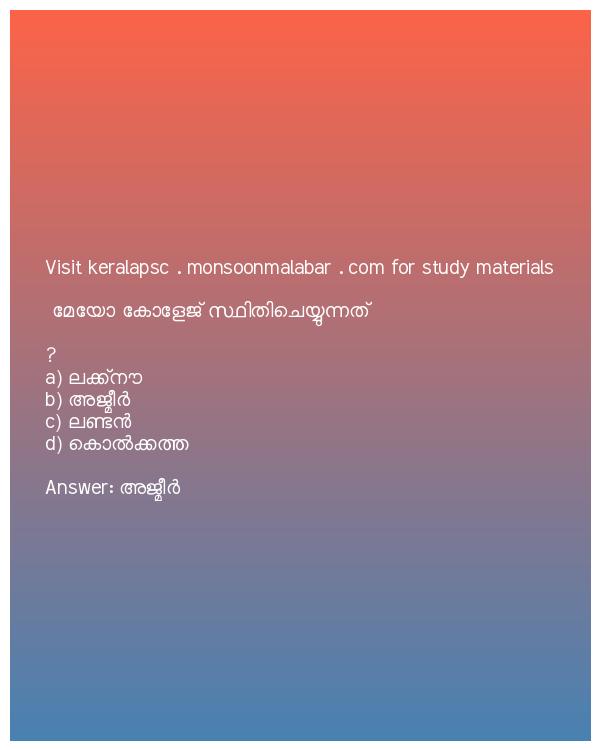 Visit keralapsc . monsoonmalabar . com for study materials
മേയോ കോളേജ് സ്ഥിതിചെയ്യുന്നത്
?
a) ലക്ക്നൗ
b) അജ്മീർ
c) ലണ്ടൻ
d) കൊൽക്കത്ത
Answer: അജ്മീർ